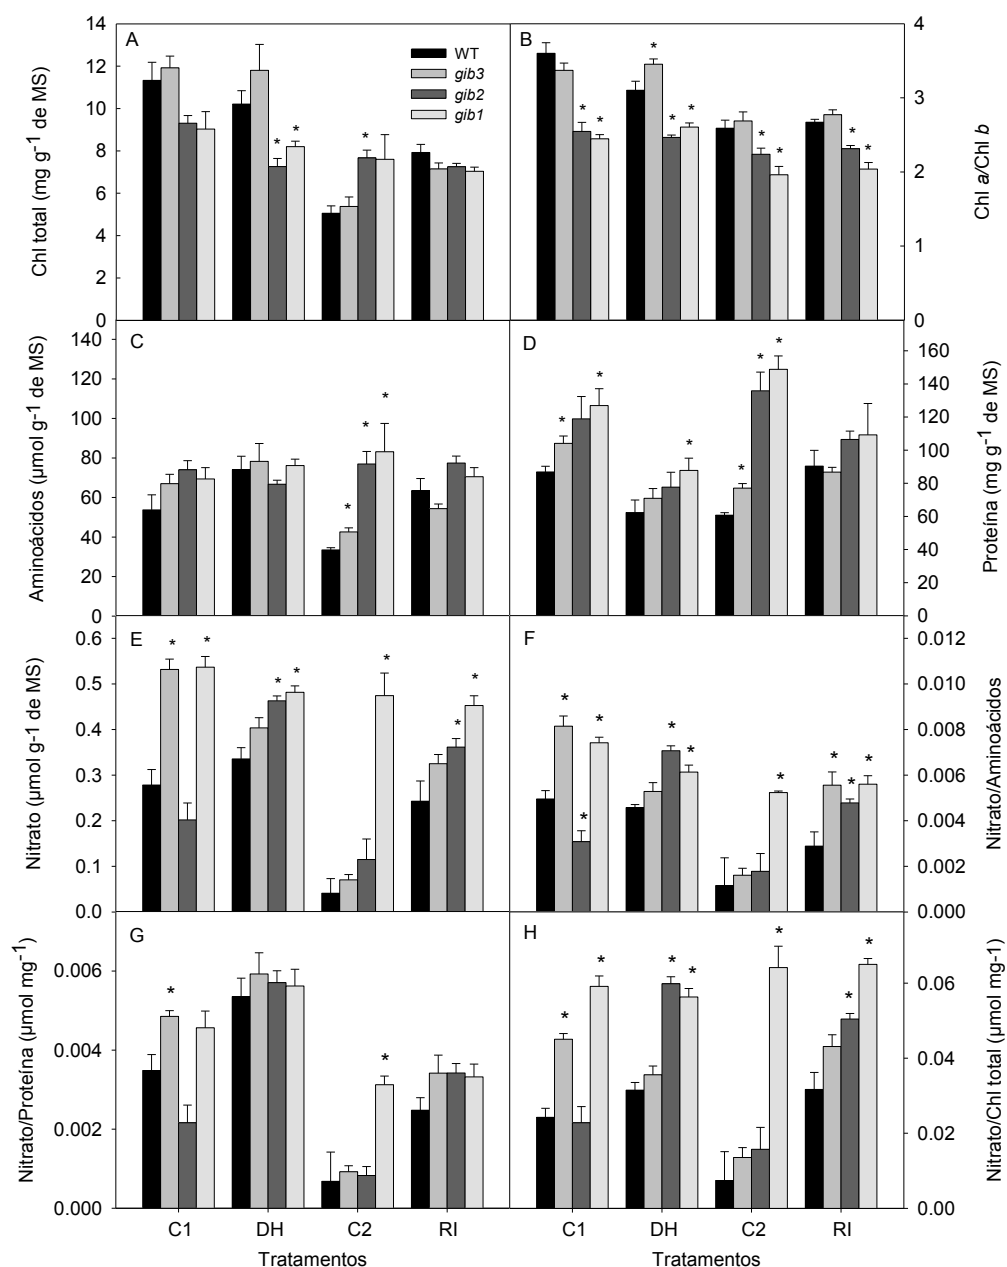 A
WT
gib3
gib2
gib1
Chl total (mg g⁻¹ de MS)
14
12
10
8
6
4
2
0
* * *
B
Chl a/Chl b
4
3
2
1
0
* * * * * * * * *
C
Aminoácidos (µmol g⁻¹ de MS)
140
120
100
80
60
40
20
0
* * *
D
Proteína (mg g⁻¹ de MS)
160
140
120
100
80
60
40
20
0
* * * * * *
E
Nitrato (µmol g-1 de MS)
0.6
0.5
0.4
0.3
0.2
0.1
0.0
* * * * * * *
F
Nitrato/Aminoácidos
0.012
0.010
0.008
0.006
0.004
0.002
0.000
* * * * * * * * *
G
Nitrato/Proteína (µmol mg⁻¹)
0.006
0.004
0.002
0.000
* *
C1 DH C2 RI
Tratamentos
H
Nitrato/Chl total (µmol mg-1)
0.06
0.04
0.02
0.00
* * * * * * *
C1 DH C2 RI
Tratamentos